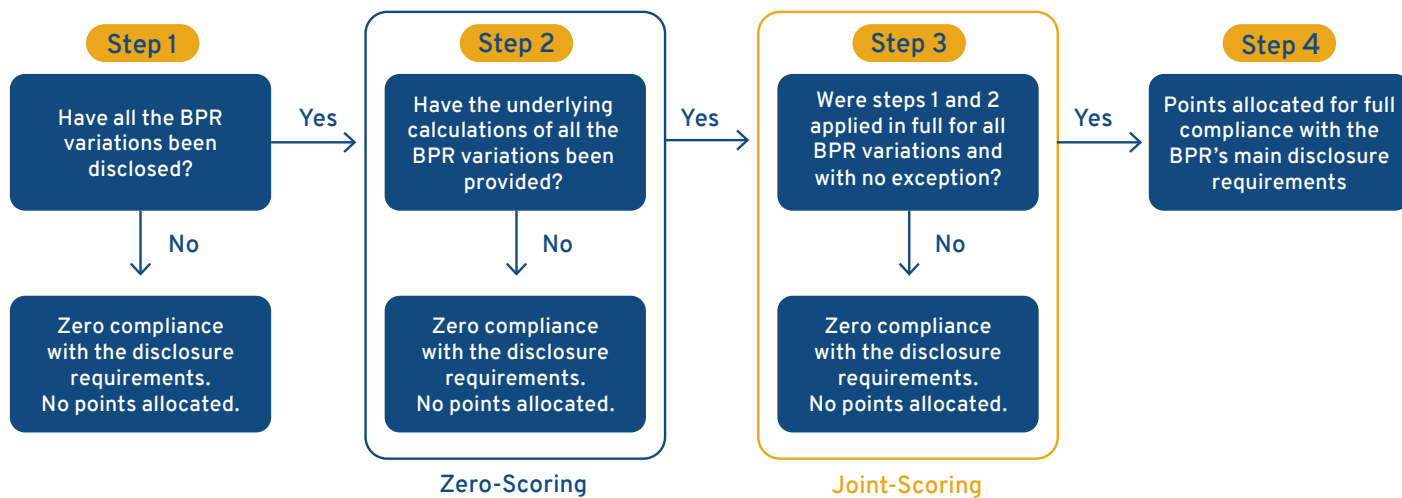 Step 1
Have all the BPR
variations been
disclosed?
Yes
No
Zero compliance
with the disclosure
requirements.
No points allocated.
Step 2
Have the underlying
calculations of all the
BPR variations been
provided?
Yes
No
Zero compliance
with the disclosure
requirements.
No points allocated.
Zero-Scoring
Step 3
Were steps 1 and 2
applied in full for all
BPR variations and
with no exception?
Yes
No
Zero compliance
with the disclosure
requirements.
No points allocated.
Joint-Scoring
Step 4
Points allocated for full
compliance with the
BPR’s main disclosure
requirements